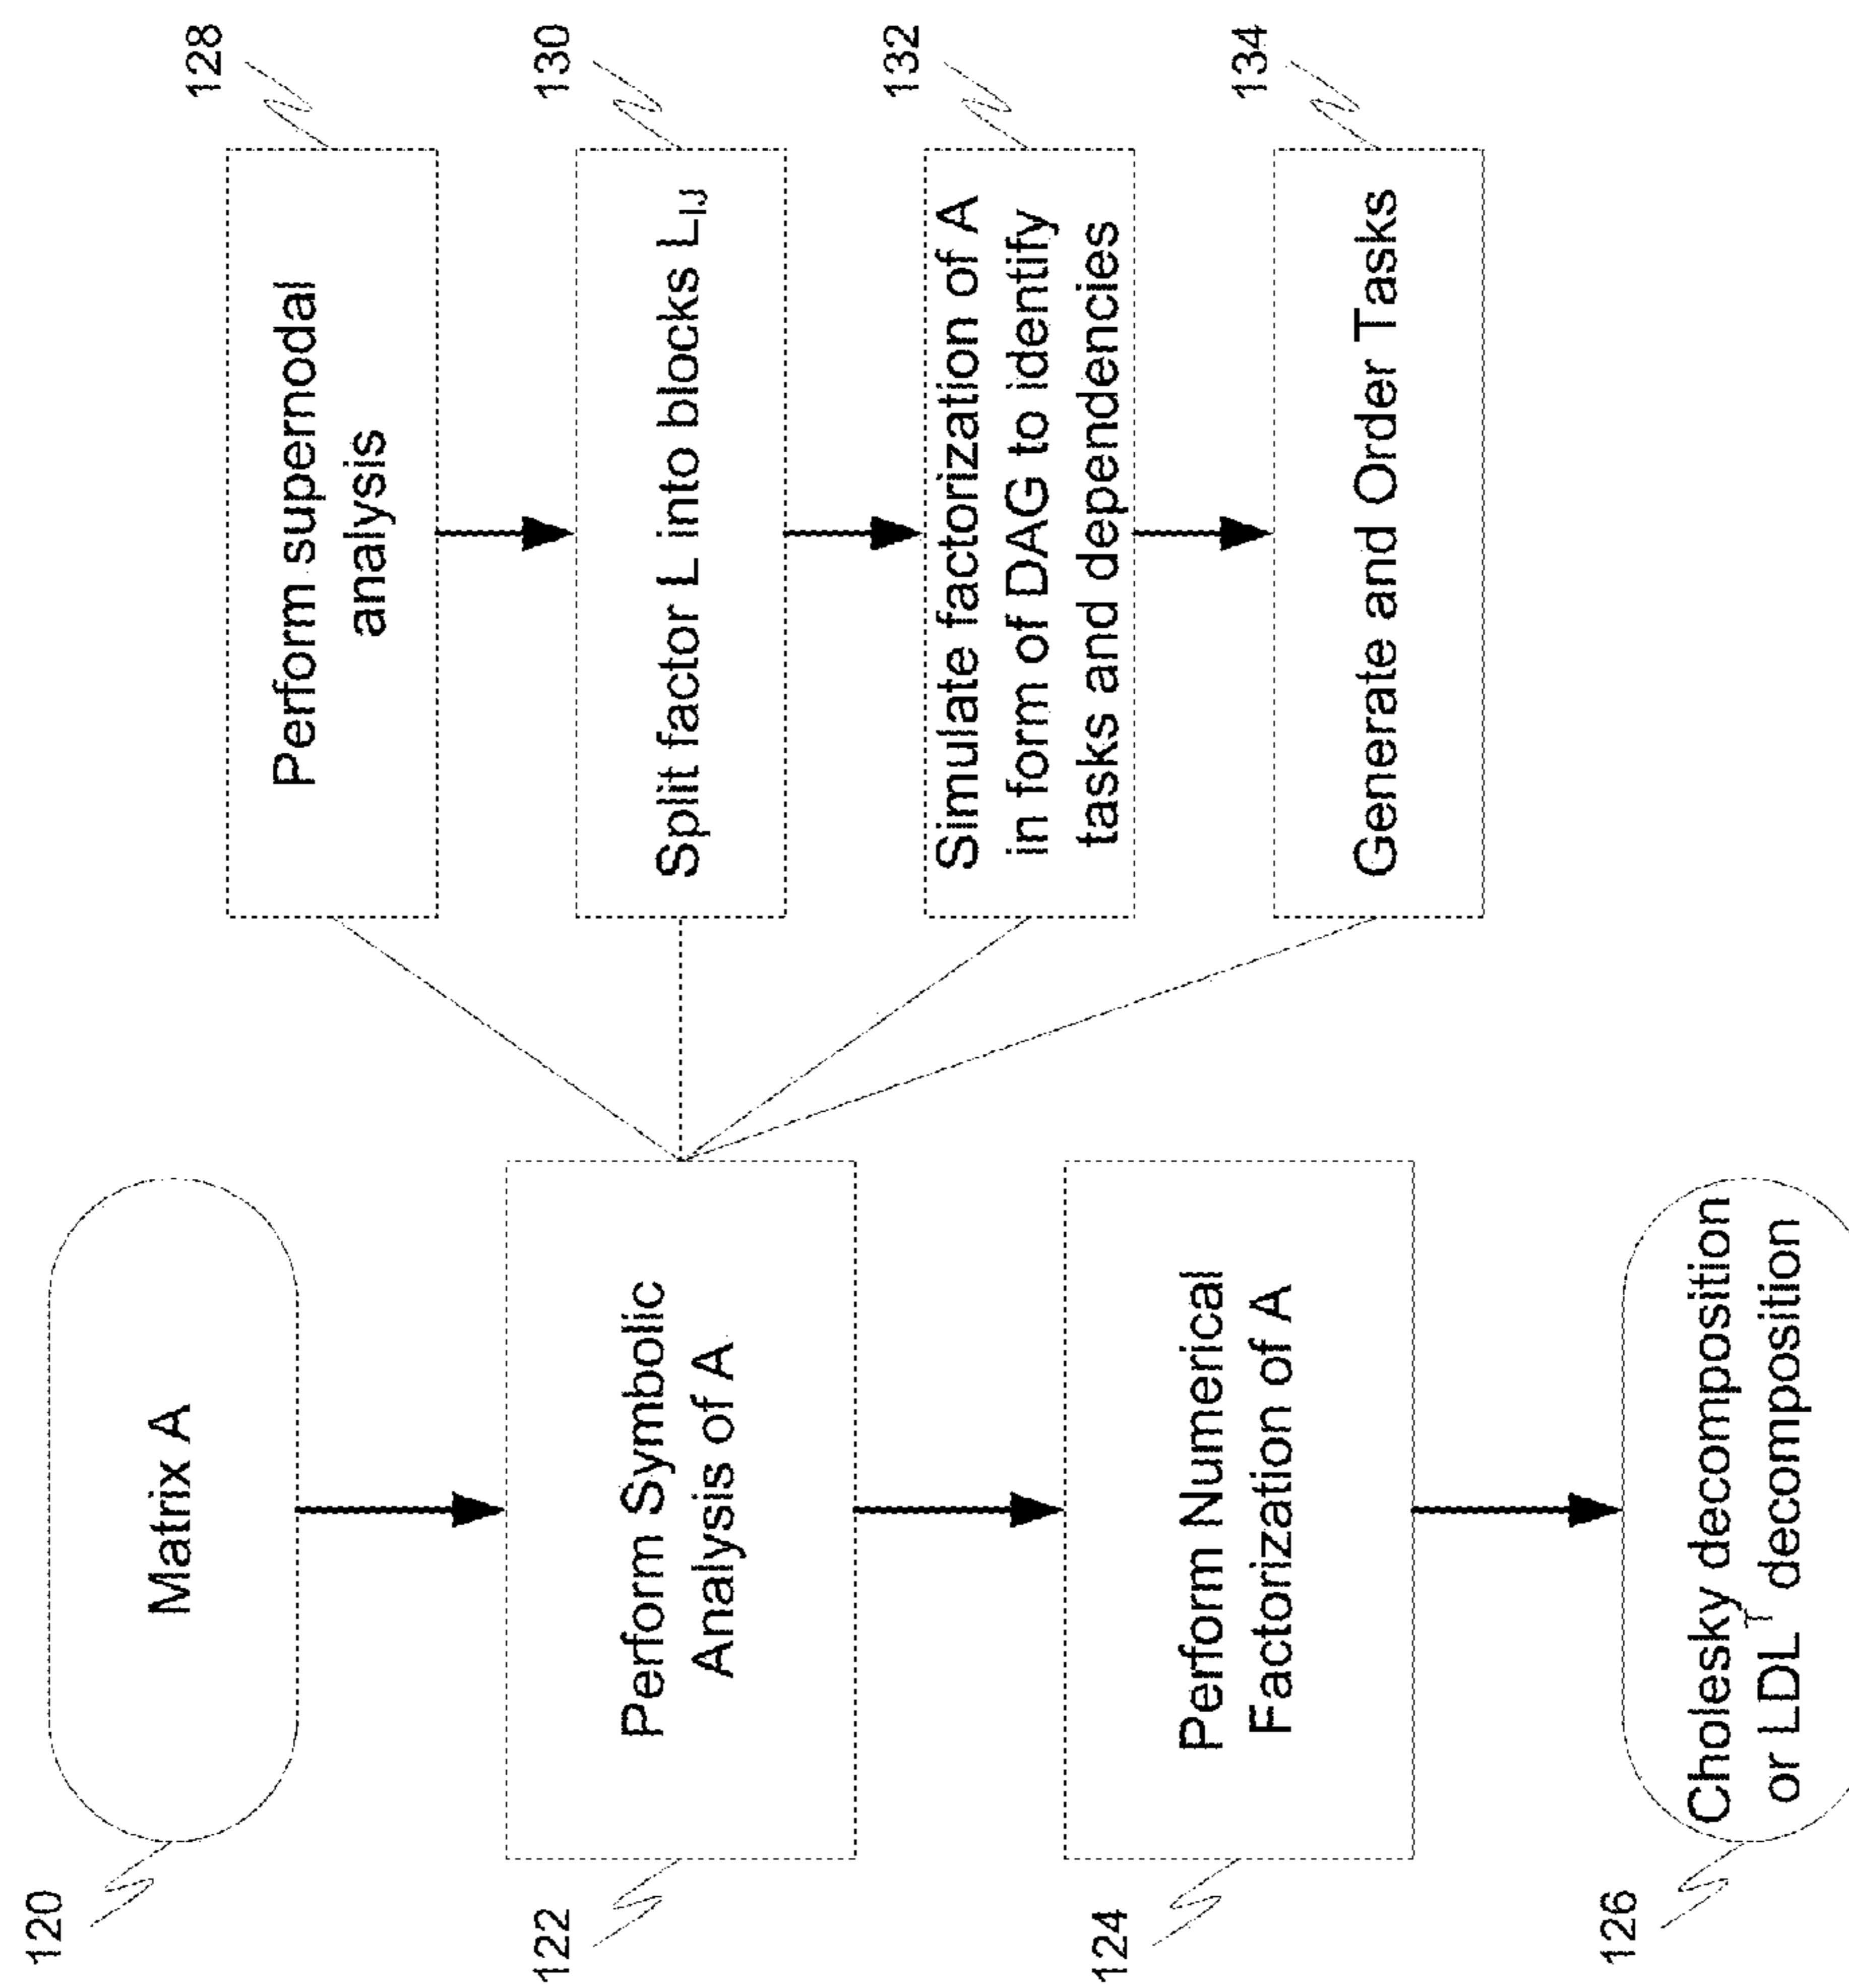 120
Matrix A
122
Perform Symbolic
Analysis of A
124
Perform Numerical
Factorization of A
126
Cholesky decomposition
or LDLᵀ decomposition
128
Perform supernodal
analysis
130
Split factor L into blocks L_IJ
132
Simulate factorization of A
in form of DAG to identify
tasks and dependencies
134
Generate and Order Tasks